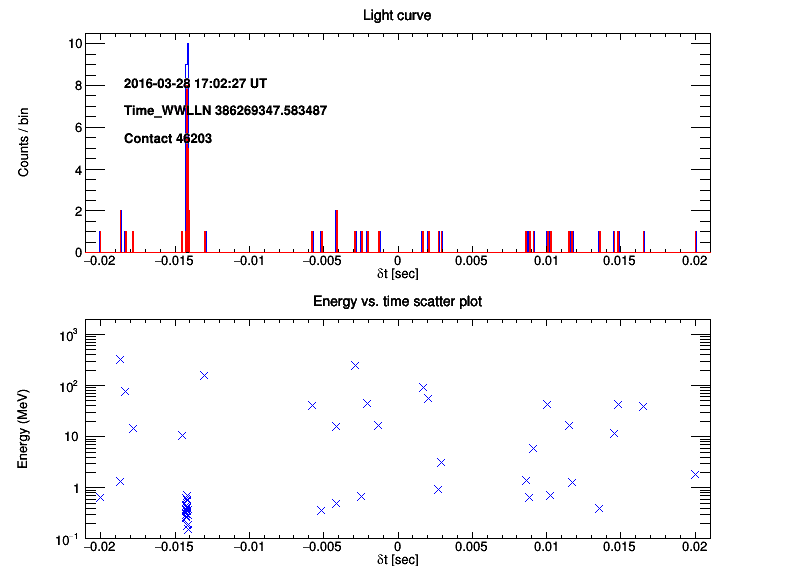 Light curve
Counts / bin
10
8
6
4
2
0
2016-03-28 17:02:27 UT
Time_WWLLN 386269347.583487
Contact 46203
−0.02 −0.015 −0.01 −0.005 0 0.005 0.01 0.015 0.02
δt [sec]
Energy vs. time scatter plot
Energy (MeV)
10³
10²
10
1
10⁻¹
−0.02 −0.015 −0.01 −0.005 0 0.005 0.01 0.015 0.02
δt [sec]